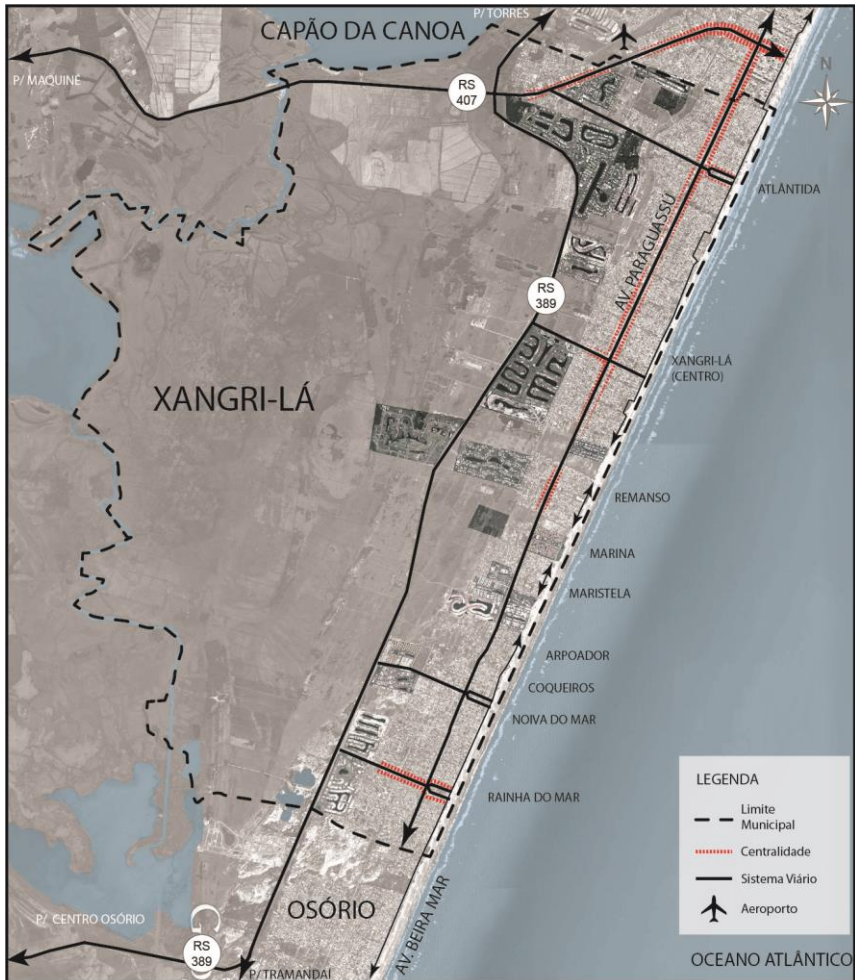 P/ TORRES
CAPÃO DA CANOA
P/ MAQUINÉ
RS
407
N
ATLÂNTIDA
AV. PARAGUASSU
RS
389
XANGRI-LÁ
(CENTRO)
XANGRI-LÁ
REMANSO
MARINA
MARISTELA
ARPOADOR
COQUEIROS
NOIVA DO MAR
RAINHA DO MAR
LEGENDA
Limite
Municipal
Centralidade
Sistema Viário
Aeroporto
OSÓRIO
AV. BEIRA MAR
P/ CENTRO OSÓRIO
RS
389
P/ TRAMANDAÍ
OCEANO ATLÂNTICO